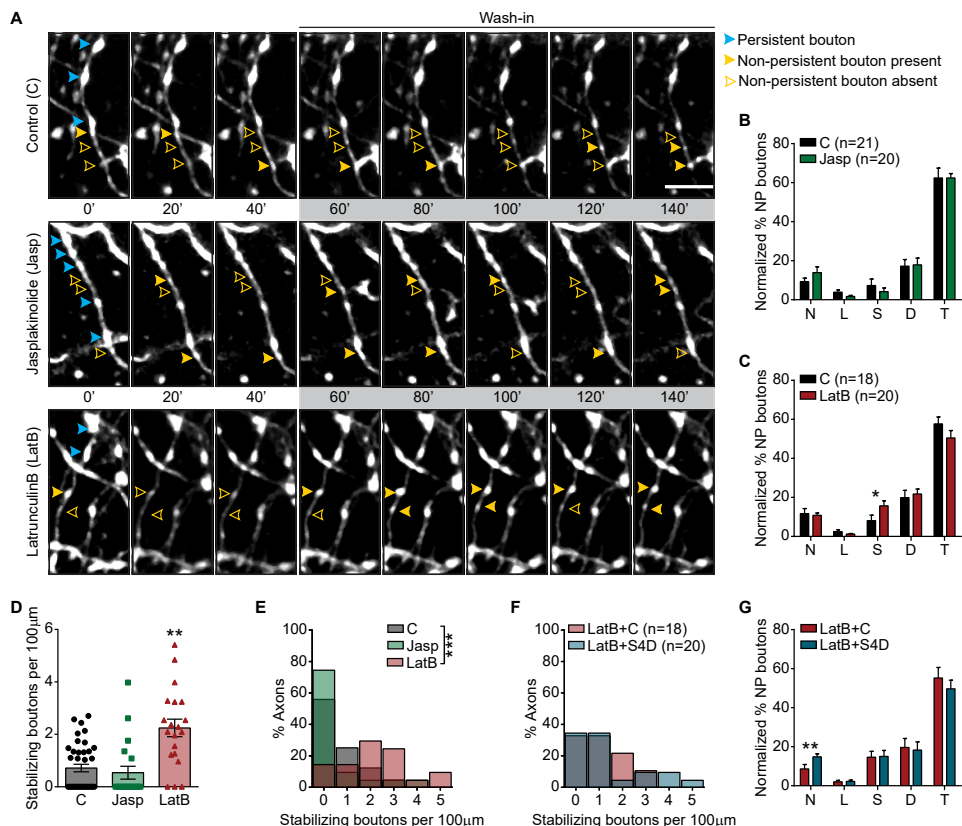 A
Wash-in
Persistent bouton
Non-persistent bouton present
Non-persistent bouton absent
Control (C)
0' 20' 40' 60' 80' 100' 120' 140'
Jasplakinolide (Jasp)
0' 20' 40' 60' 80' 100' 120' 140'
LatrunculinB (LatB)
B
C (n=21)
Jasp (n=20)
Normalized % NP boutons
80
60
40
20
0
N L S D T
C
C (n=18)
LatB (n=20)
Normalized % NP boutons
80
60
40
20
0
*
N L S D T
D
Stabilizing boutons per 100µm
6
4
2
0
**
C Jasp LatB
E
% Axons
100
80
60
40
20
0
C
Jasp
LatB
***
0 1 2 3 4 5
Stabilizing boutons per 100µm
F
% Axons
100
80
60
40
20
0
LatB+C (n=18)
LatB+S4D (n=20)
0 1 2 3 4 5
Stabilizing boutons per 100µm
G
LatB+C
LatB+S4D
Normalized % NP boutons
80
60
40
20
0
**
N L S D T